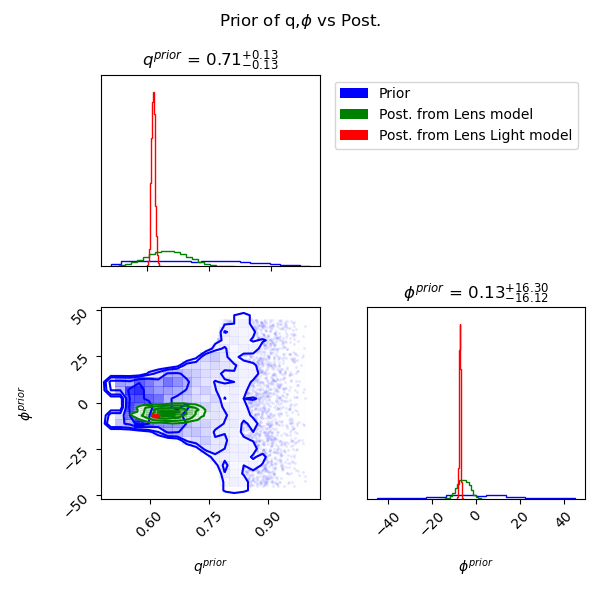 Prior of q,ϕ vs Post.
q^{prior} = 0.71^{+0.13}_{-0.13}
Prior
Post. from Lens model
Post. from Lens Light model
ϕ^{prior} = 0.13^{+16.30}_{-16.12}
50
25
0
−25
−50
ϕ^{prior}
0.60 0.75 0.90
q^{prior}
−40 −20 0 20 40
ϕ^{prior}